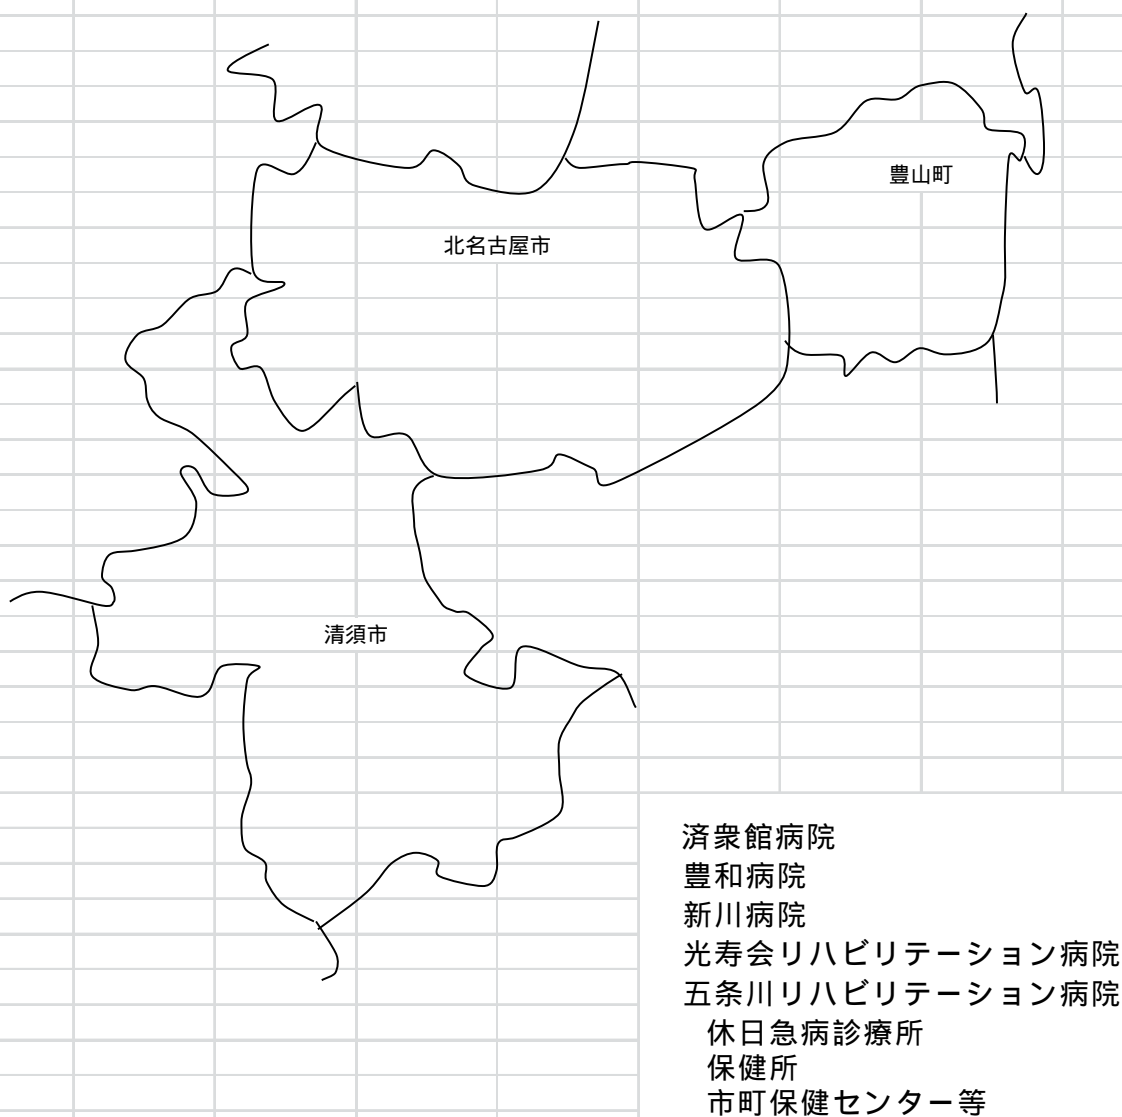 豊山町
北名古屋市
清須市
済衆館病院
豊和病院
新川病院
光寿会リハビリテーション病院
五条川リハビリテーション病院
休日急病診療所
保健所
市町保健センター等